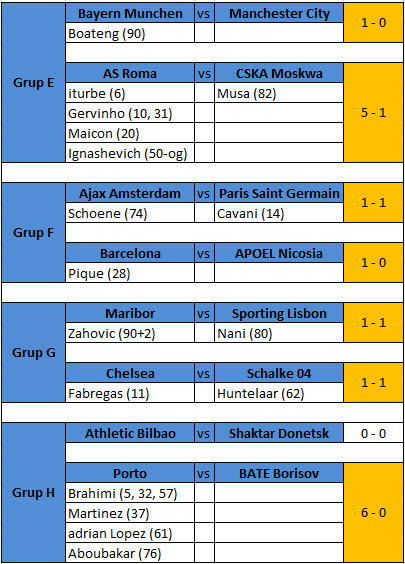 Grup E
Bayern Munchen vs Manchester City 1 - 0
Boateng (90)
AS Roma vs CSKA Moskwa 5 - 1
iturbe (6) Musa (82)
Gervinho (10, 31)
Maicon (20)
Ignashevich (50-og)
Grup F
Ajax Amsterdam vs Paris Saint Germain 1 - 1
Schoene (74) Cavani (14)
Barcelona vs APOEL Nicosia 1 - 0
Pique (28)
Grup G
Maribor vs Sporting Lisbon 1 - 1
Zahovic (90+2) Nani (80)
Chelsea vs Schalke 04 1 - 1
Fabregas (11) Huntelaar (62)
Grup H
Athletic Bilbao vs Shaktar Donetsk 0 - 0
Porto vs BATE Borisov 6 - 0
Brahimi (5, 32, 57)
Martinez (37)
adrian Lopez (61)
Aboubakar (76)